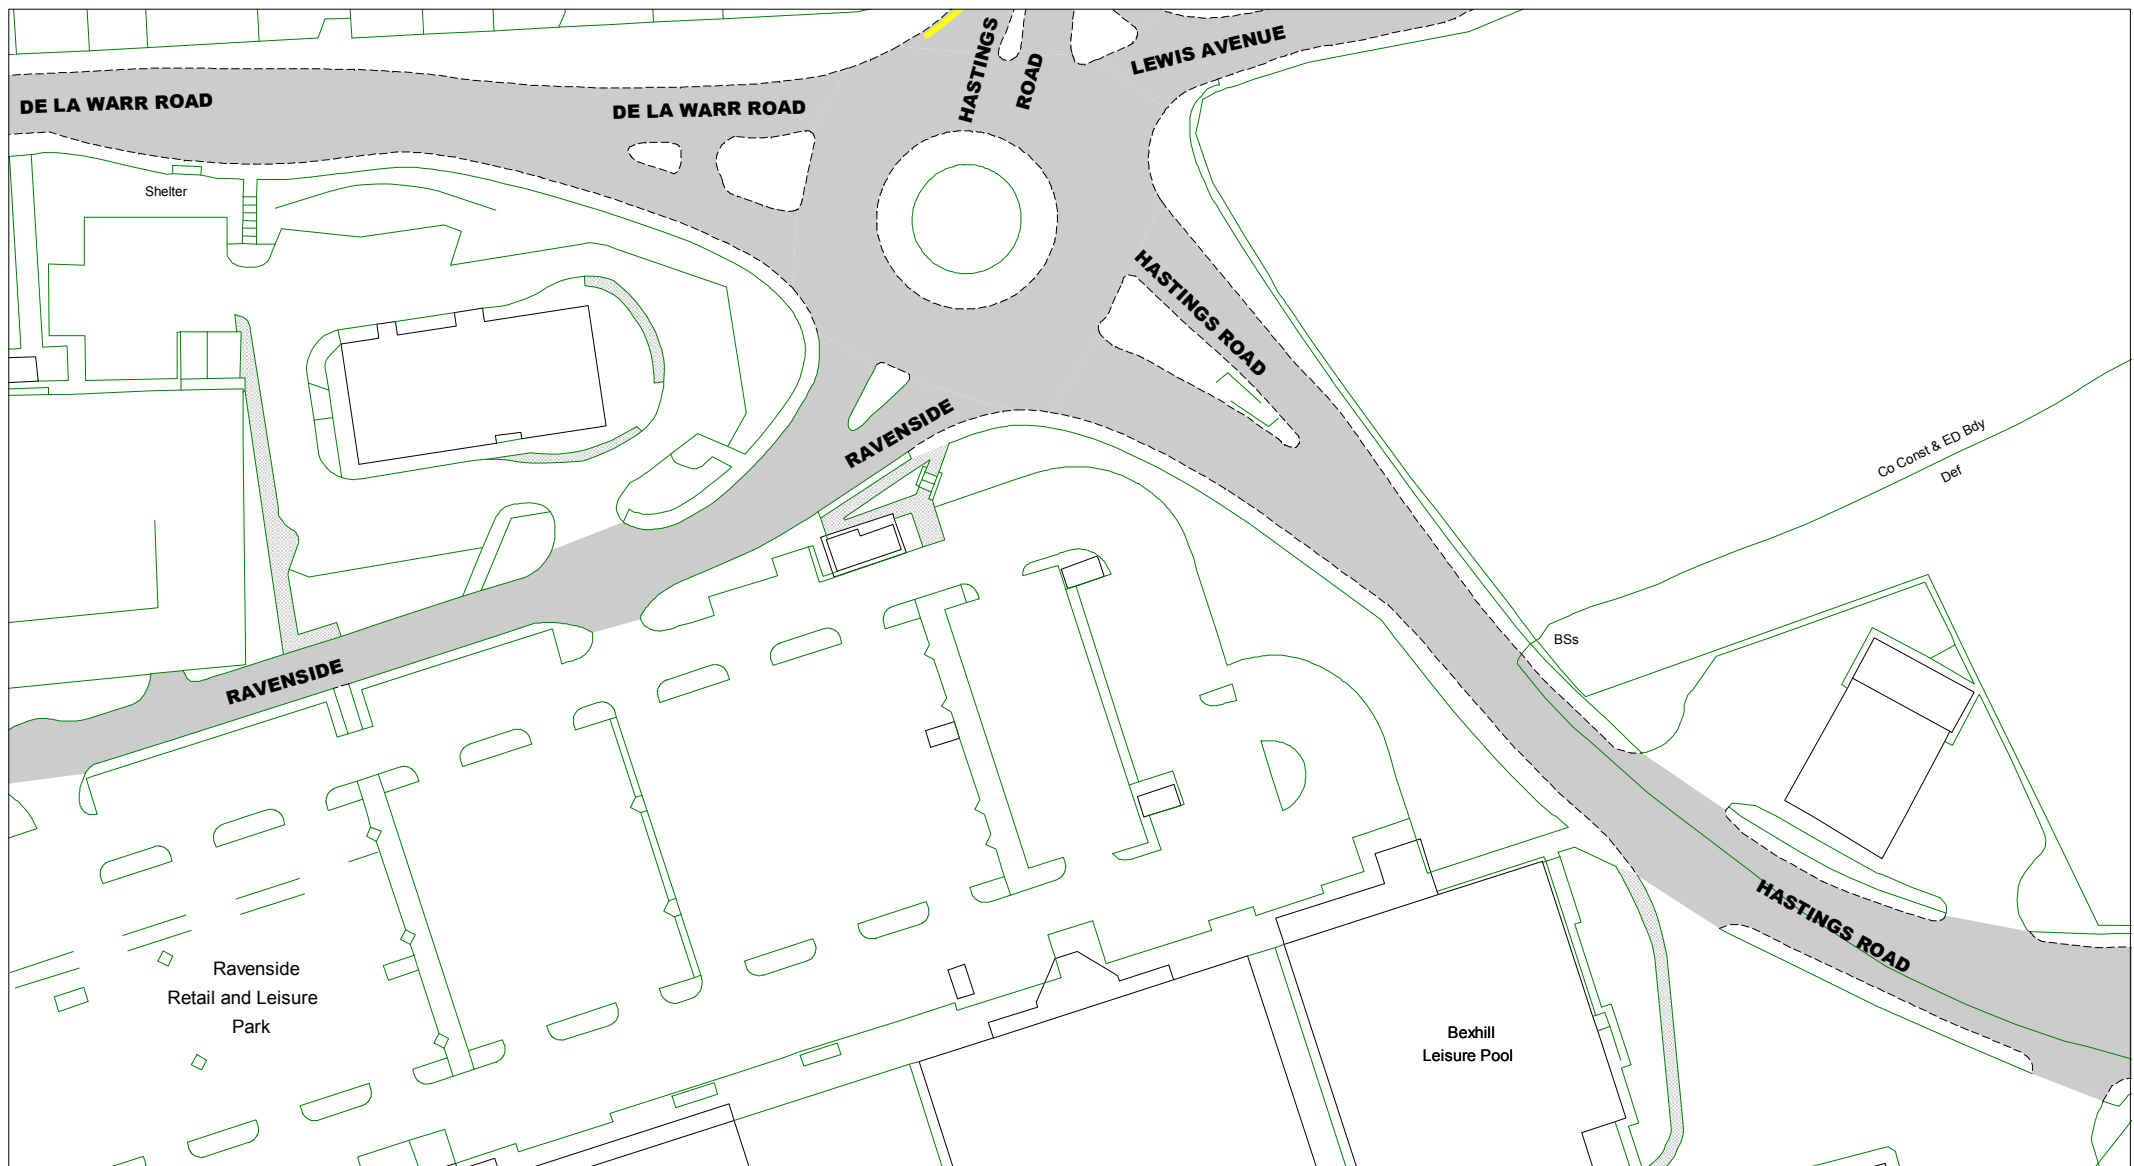 HASTINGS
ROAD
LEWIS AVENUE
DE LA WARR ROAD
DE LA WARR ROAD
Shelter
HASTINGS ROAD
RAVENSIDE
Co Const & ED Bdy
Def
BSs
RAVENSIDE
HASTINGS ROAD
Ravenside
Retail and Leisure
Park
Bexhill
Leisure Pool